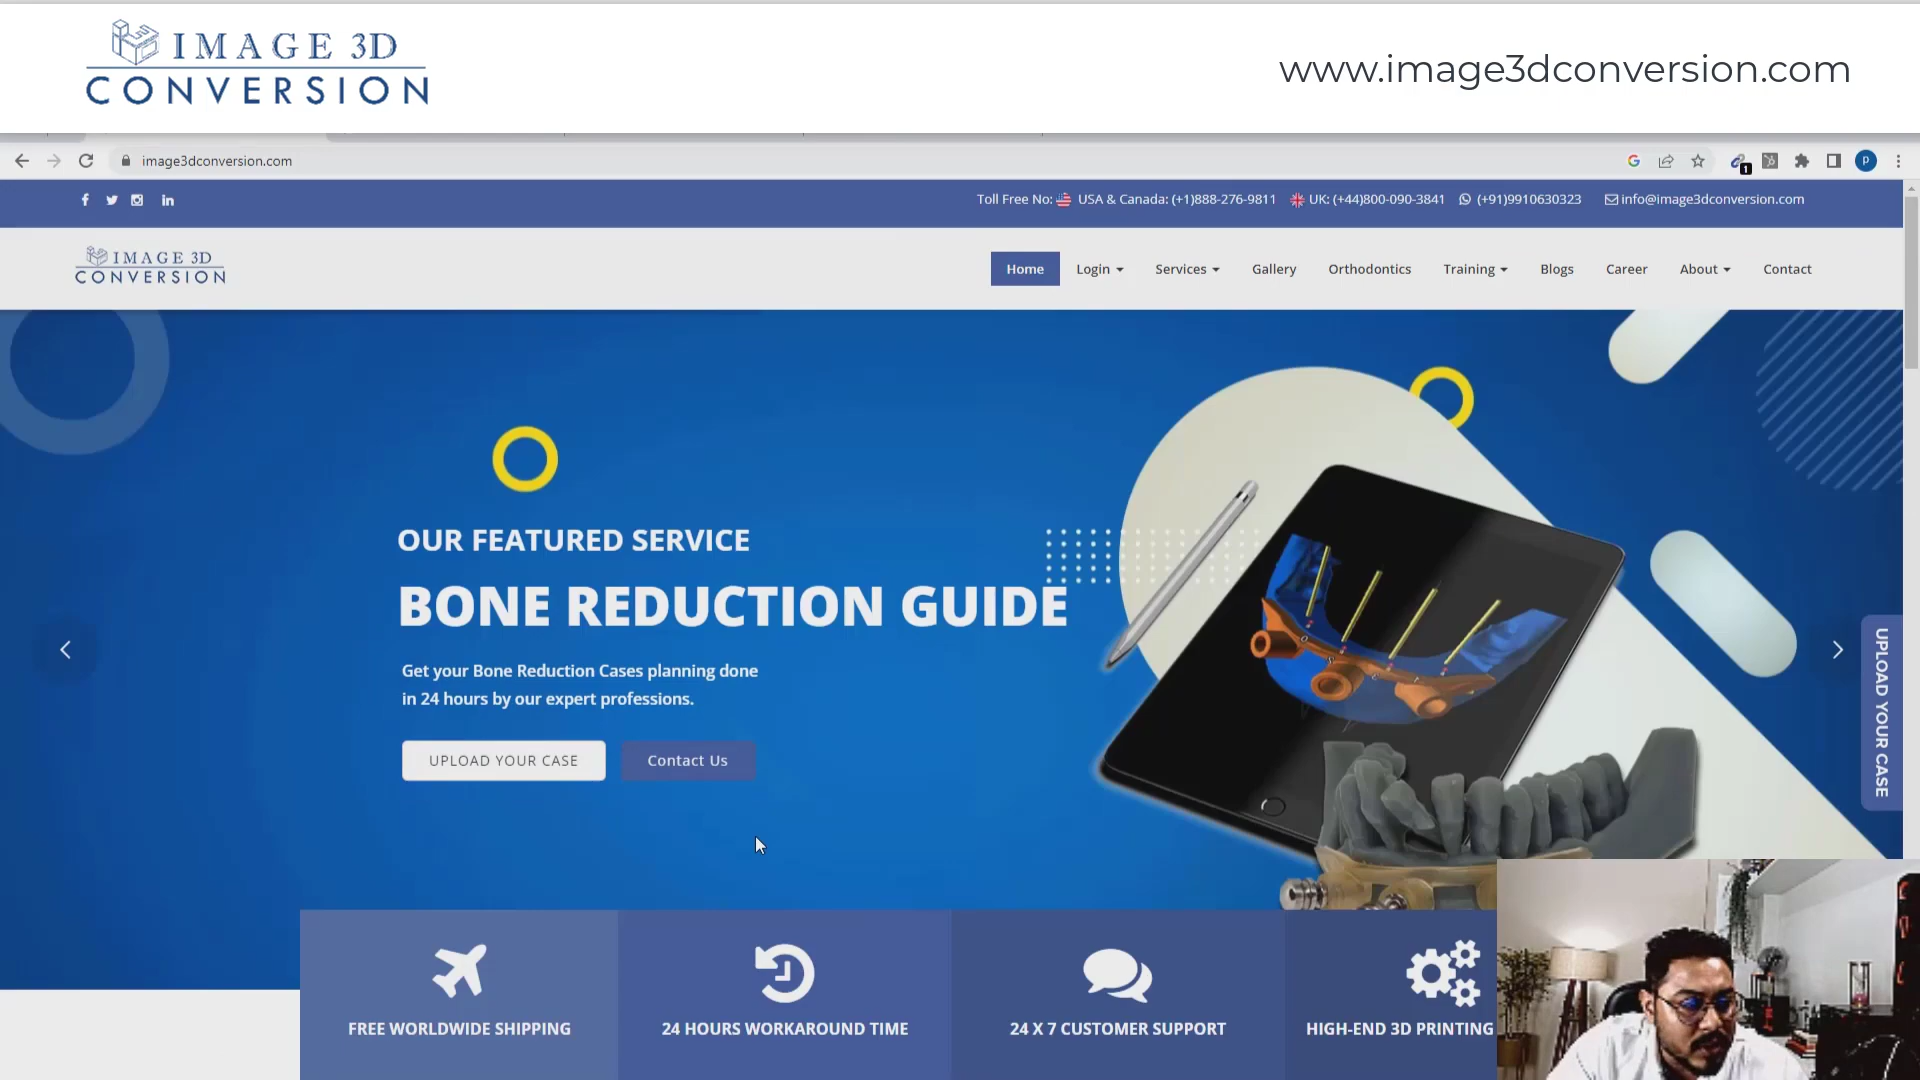 IMAGE 3D
CONVERSION
www.image3dconversion.com
image3dconversion.com
1
P
Toll Free No: USA & Canada: (+1)888-276-9811 UK: (+44)800-090-3841 (+91)9910630323 info@image3dconversion.com
IMAGE 3D
CONVERSION
Home Login Services Gallery Orthodontics Training Blogs Career About Contact
OUR FEATURED SERVICE
BONE REDUCTION GUIDE
Get your Bone Reduction Cases planning done
in 24 hours by our expert professions.
UPLOAD YOUR CASE Contact Us
UPLOAD YOUR CASE
FREE WORLDWIDE SHIPPING
24 HOURS WORKAROUND TIME
24 X 7 CUSTOMER SUPPORT
HIGH-END 3D PRINTING